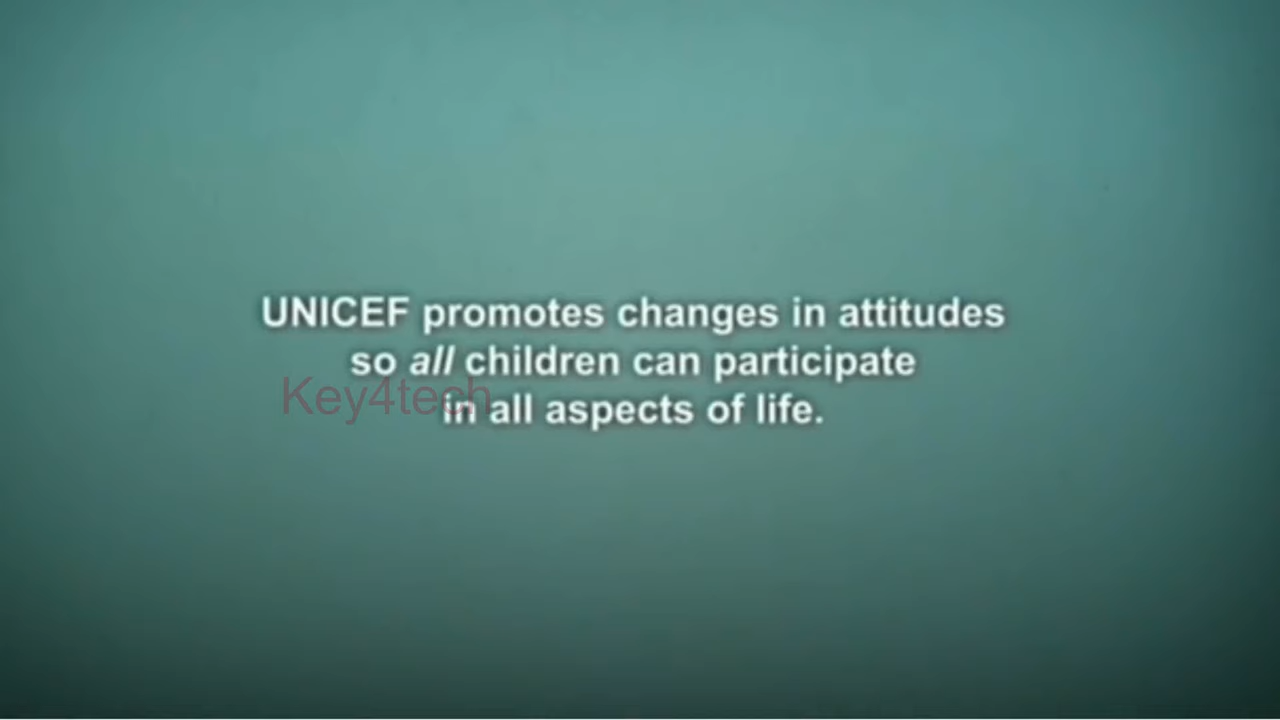 UNICEF promotes changes in attitudes
so all children can participate
Key4tech
in all aspects of life.